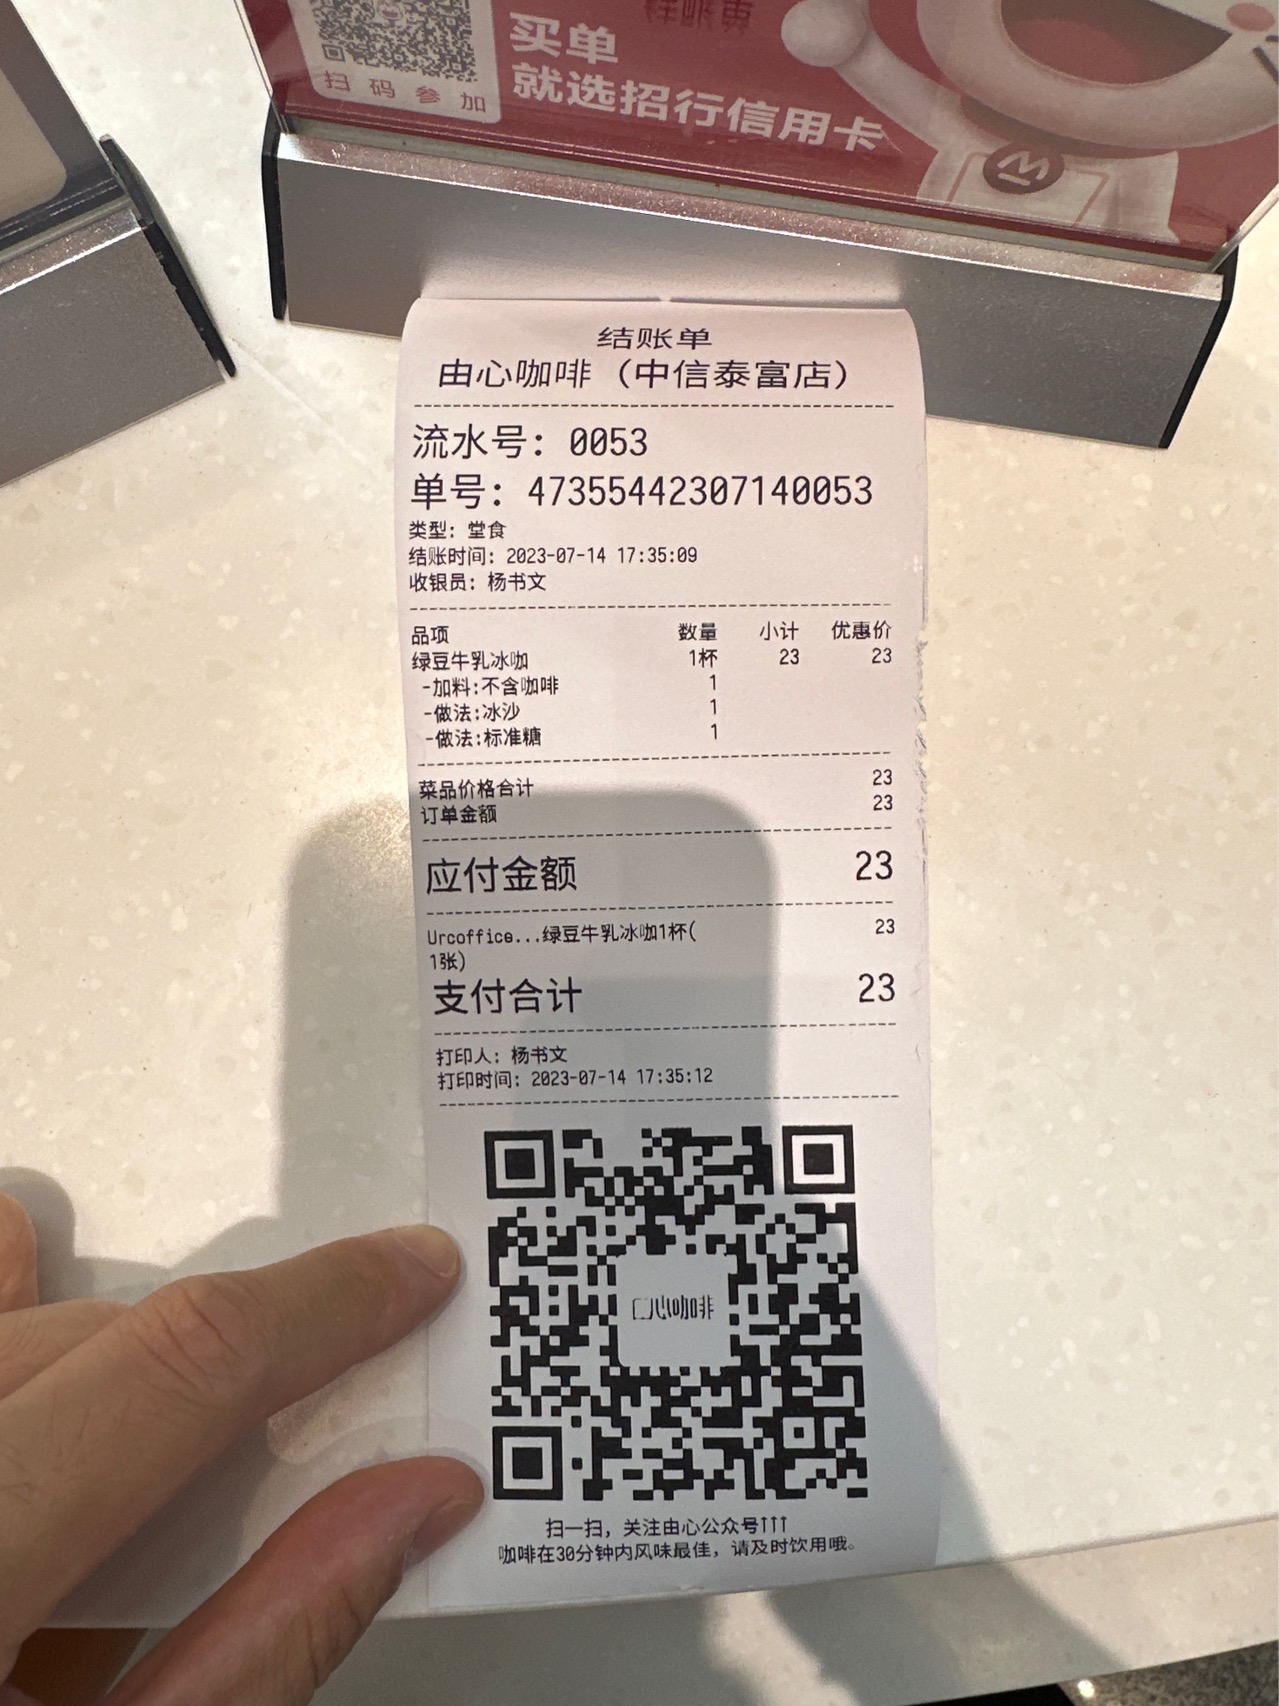 扫码参加
买单
就选招行信用卡
结账单
由心咖啡（中信泰富店）
流水号：0053
单号：47355442307140053
类型：堂食
结账时间：2023-07-14 17:35:09
收银员：杨书文
品项 数量 小计 优惠价
绿豆牛乳冰咖 1杯 23 23
-加料:不含咖啡 1
-做法:冰沙 1
-做法:标准糖 1
菜品价格合计 23
订单金额 23
应付金额 23
Urcoffice...绿豆牛乳冰咖1杯( 23
1张)
支付合计 23
打印人：杨书文
打印时间：2023-07-14 17:35:12
心咖啡
扫一扫，关注由心公众号↑↑↑
咖啡在30分钟内风味最佳，请及时饮用哦。